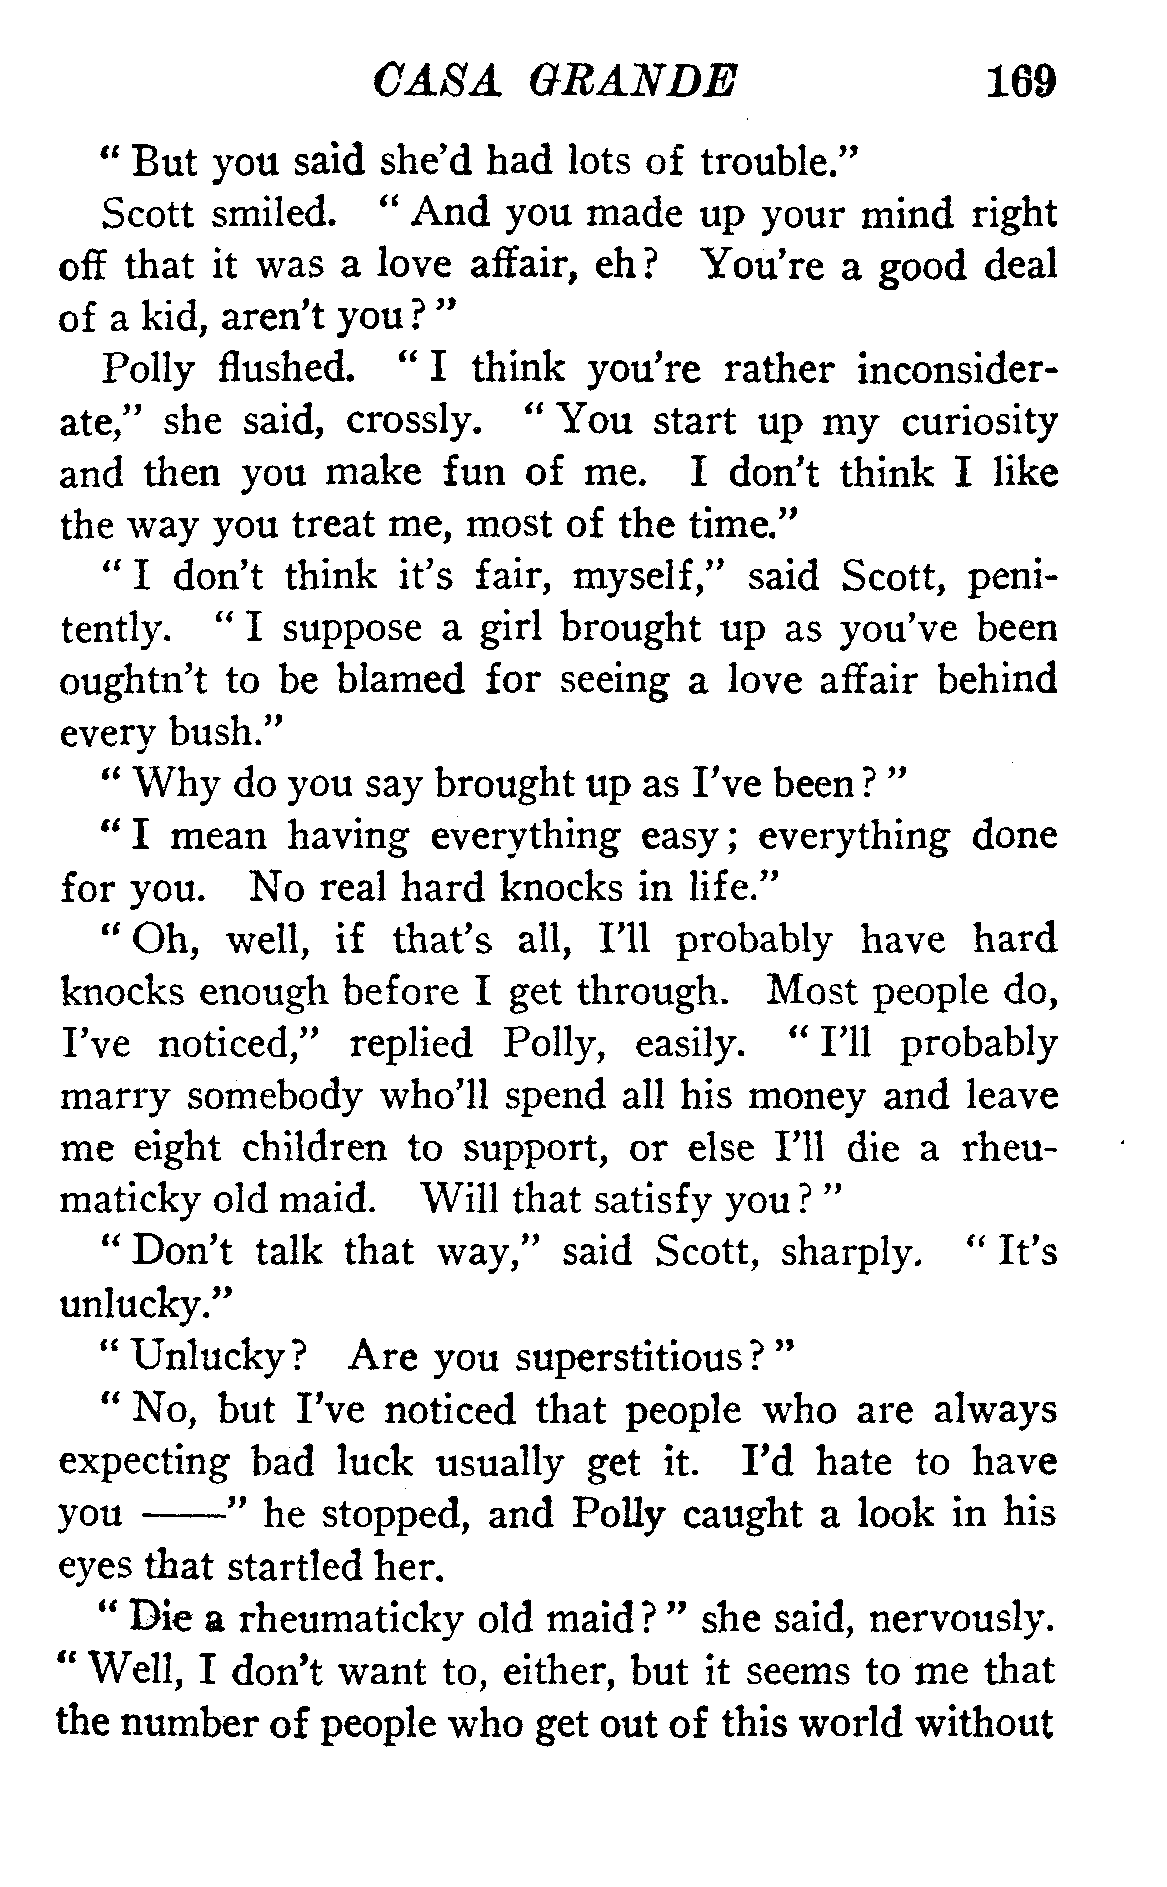 CASA GRANDE 169
“ But you said she’d had lots of trouble.”
Scott smiled. “ And you made up your mind right
off that it was a love affair, eh? You’re a good deal
of a kid, aren’t you? ”
Polly flushed. “ I think you’re rather inconsider-
ate,” she said, crossly. “ You start up my curiosity
and then you make fun of me. I don’t think I like
the way you treat me, most of the time.”
“ I don’t think it’s fair, myself,” said Scott, peni-
tently. “ I suppose a girl brought up as you’ve been
oughtn’t to be blamed for seeing a love affair behind
every bush.”
“ Why do you say brought up as I’ve been? ”
“ I mean having everything easy; everything done
for you. No real hard knocks in life.”
“ Oh, well, if that’s all, I’ll probably have hard
knocks enough before I get through. Most people do,
I’ve noticed,” replied Polly, easily. “ I’ll probably
marry somebody who’ll spend all his money and leave
me eight children to support, or else I’ll die a rheu-
maticky old maid. Will that satisfy you? ”
“ Don’t talk that way,” said Scott, sharply. “ It’s
unlucky.”
“ Unlucky? Are you superstitious? ”
“ No, but I’ve noticed that people who are always
expecting bad luck usually get it. I’d hate to have
you ——” he stopped, and Polly caught a look in his
eyes that startled her.
“ Die a rheumaticky old maid? ” she said, nervously.
“ Well, I don’t want to, either, but it seems to me that
the number of people who get out of this world without